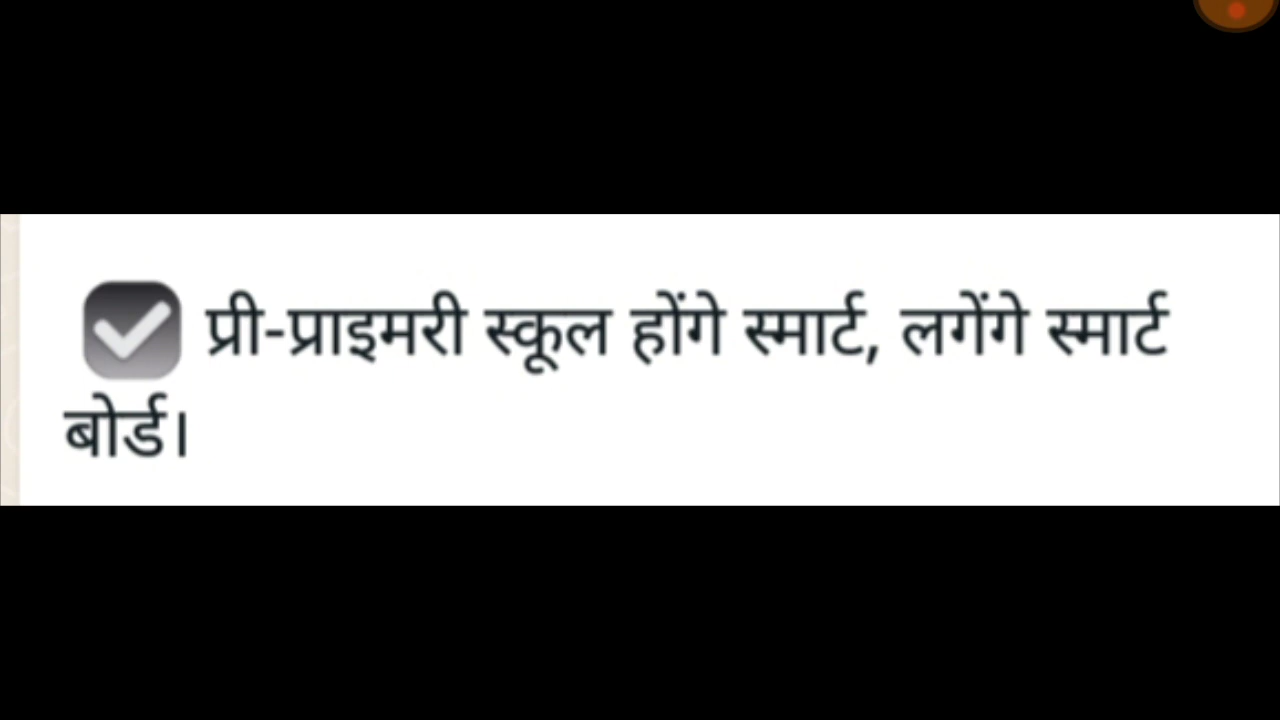 ☑ प्री-प्राइमरी स्कूल होंगे स्मार्ट, लगेंगे स्मार्ट
बोर्ड।